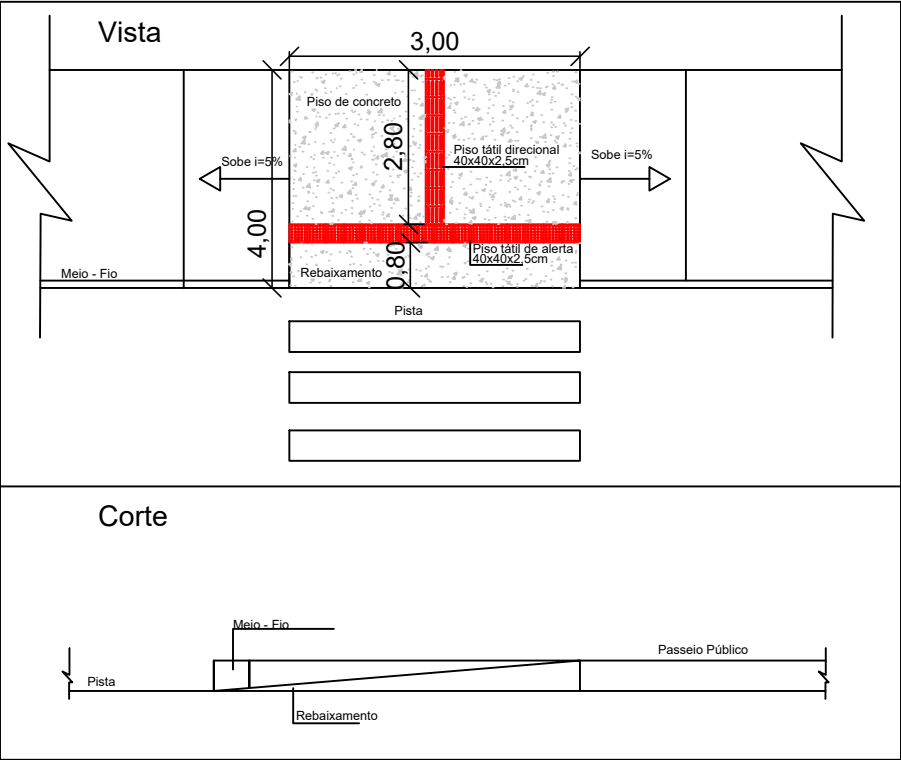 Vista
3,00
Piso de concreto
2,80
Piso tátil direcional
40x40x2,5cm
Sobe i=5%
Sobe i=5%
4,00
Piso tátil de alerta
40x40x2,5cm
0,80
Rebaixamento
Meio - Fio
Pista
Corte
Meio - Fio
Passeio Público
Pista
Rebaixamento